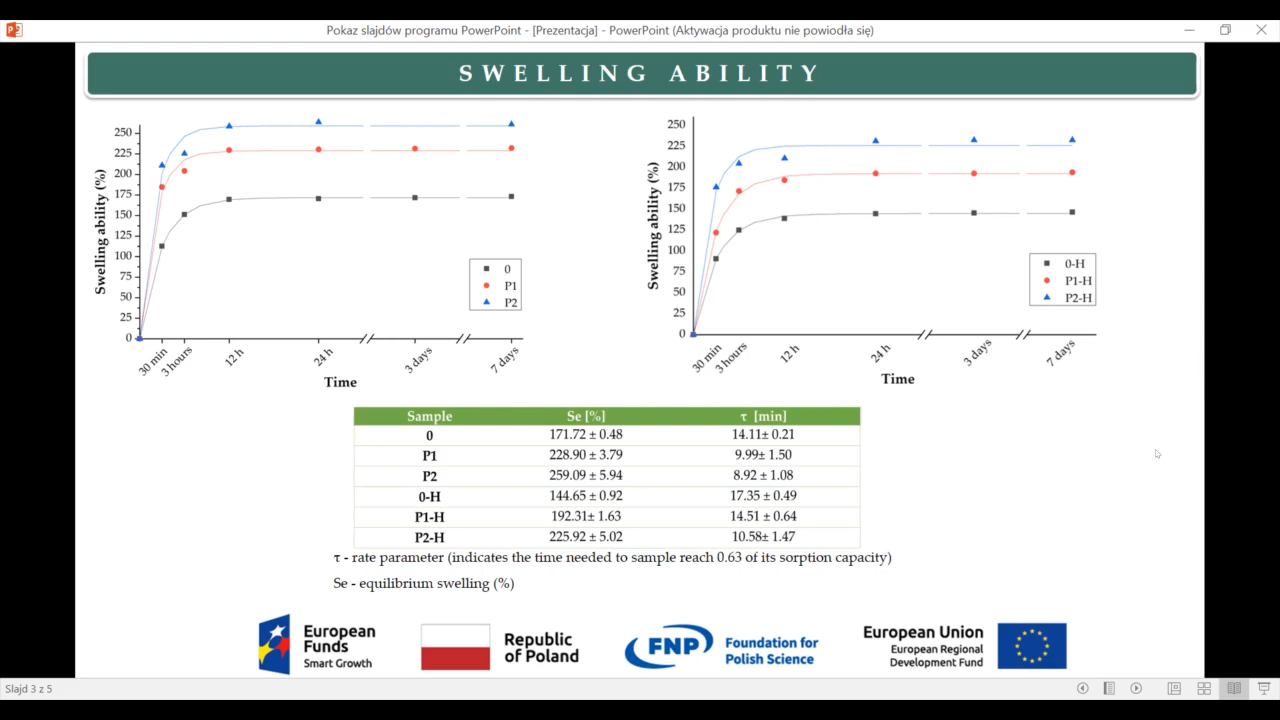 Pokaz slajdów programu PowerPoint - [Prezentacja] - PowerPoint (Aktywacja produktu nie powiodła się)
SWELLING ABILITY
Swelling ability (%)
250
225
200
175
150
125
100
75
50
25
0
30 min
3 hours
12 h
24 h
3 days
7 days
Time
0
P1
P2
Swelling ability (%)
250
225
200
175
150
125
100
75
50
25
0
30 min
3 hours
12 h
24 h
3 days
7 days
Time
0-H
P1-H
P2-H
Sample Se [%] τ [min]
0 171.72 ± 0.48 14.11± 0.21
P1 228.90 ± 3.79 9.99± 1.50
P2 259.09 ± 5.94 8.92 ± 1.08
0-H 144.65 ± 0.92 17.35 ± 0.49
P1-H 192.31± 1.63 14.51 ± 0.64
P2-H 225.92 ± 5.02 10.58± 1.47
τ - rate parameter (indicates the time needed to sample reach 0.63 of its sorption capacity)
Se - equilibrium swelling (%)
European
Funds
Smart Growth
Republic
of Poland
FNP
Foundation for
Polish Science
European Union
European Regional
Development Fund
Slajd 3 z 5